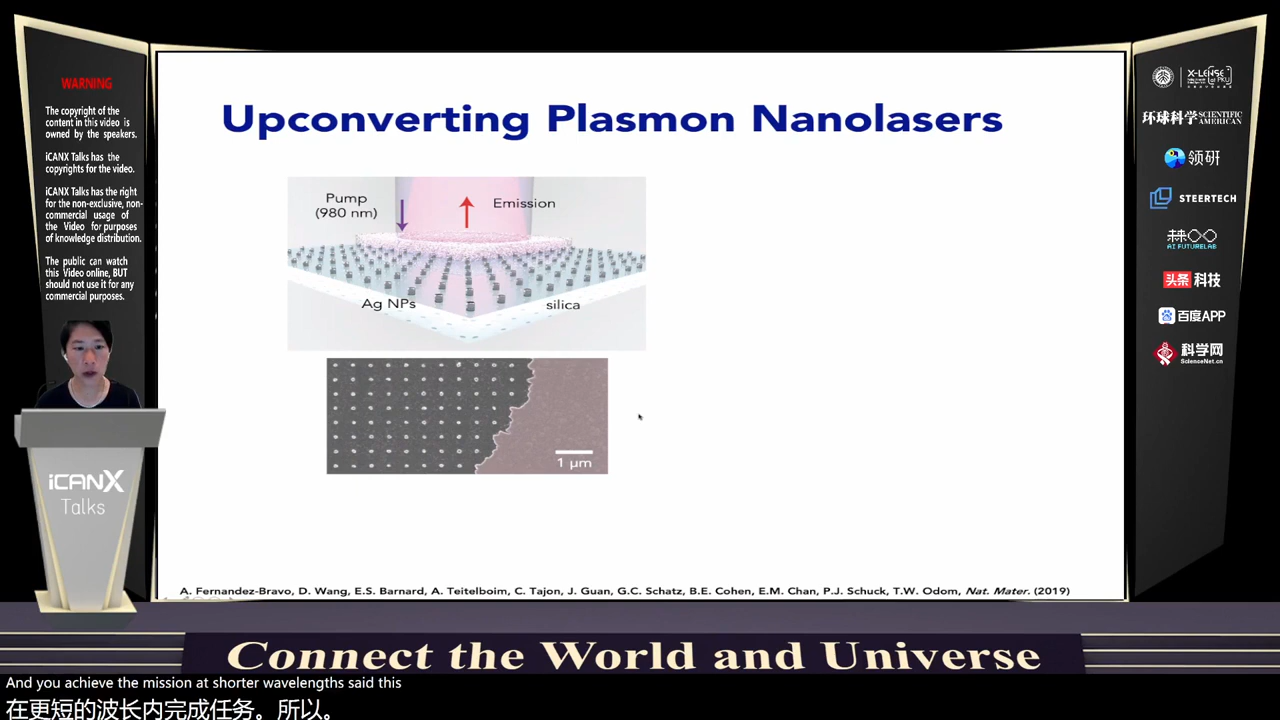 WARNING
The copyright of the
content in this video is
owned by the speakers.
iCANX Talks has the
copyrights for the video.
iCANX Talks has the right
for the non-exclusive, non-
commercial usage of
the Video for purposes
of knowledge distribution.
The public can watch
this Video online, BUT
should not use it for any
commercial purposes.
iCANX
Talks
Upconverting Plasmon Nanolasers
Pump
(980 nm)
Emission
Ag NPs
silica
1 μm
A. Fernandez-Bravo, D. Wang, E.S. Barnard, A. Teitelboim, C. Tajon, J. Guan, G.C. Schatz, B.E. Cohen, E.M. Chan, P.J. Schuck, T.W. Odom, Nat. Mater. (2019)
X-LENSE
at PKU
环球科学 SCIENTIFIC AMERICAN
领研
STEERTECH
AI FUTURELAB
头条 科技
百度APP
科学网
ScienceNet.cn
Connect the World and Universe
And you achieve the mission at shorter wavelengths said this
在更短的波长内完成任务。所以。